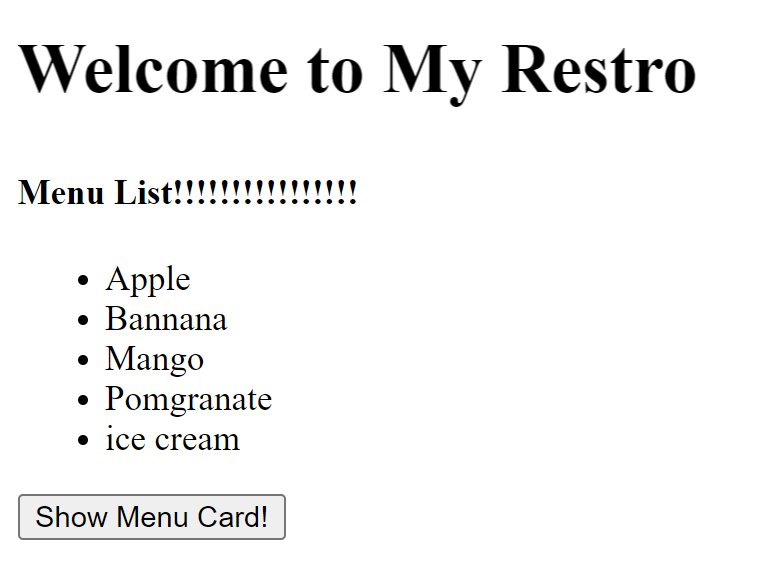 Welcome to My Restro
Menu List!!!!!!!!!!!!!!!!
Apple
Bannana
Mango
Pomgranate
ice cream
Show Menu Card!